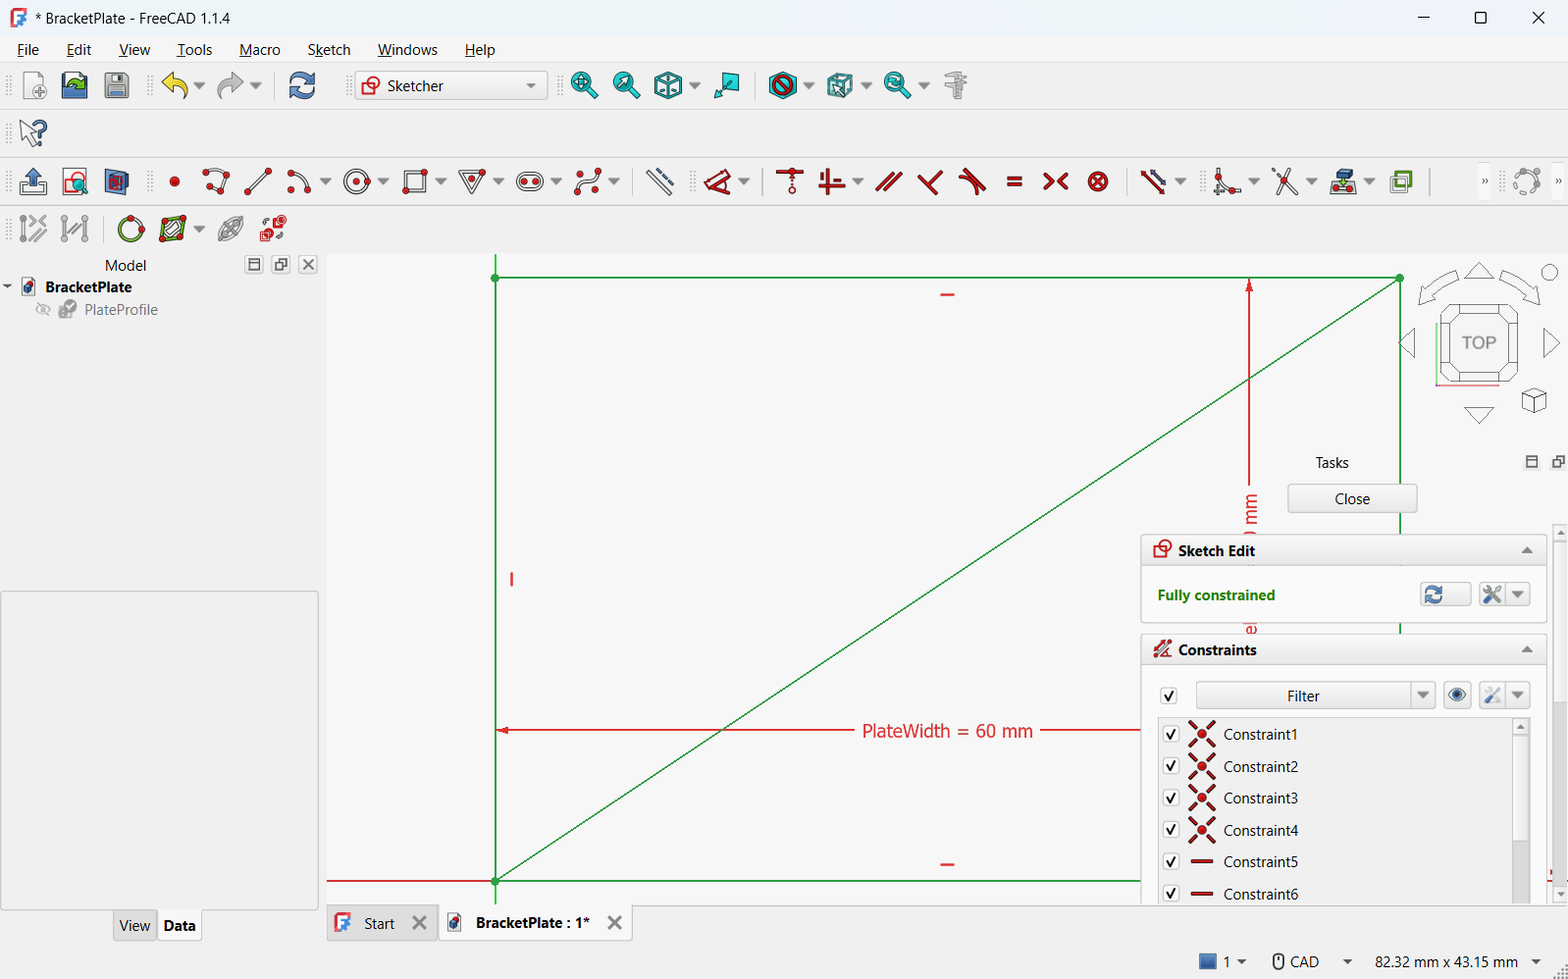 * BracketPlate - FreeCAD 1.1.4
File Edit View Tools Macro Sketch Windows Help
Sketcher
Model
BracketPlate
PlateProfile
TOP
Tasks
Close
mm
Sketch Edit
Fully constrained
Constraints
Filter
PlateWidth = 60 mm
Constraint1
Constraint2
Constraint3
Constraint4
Constraint5
Constraint6
View Data
Start
BracketPlate : 1*
1
CAD
82.32 mm x 43.15 mm